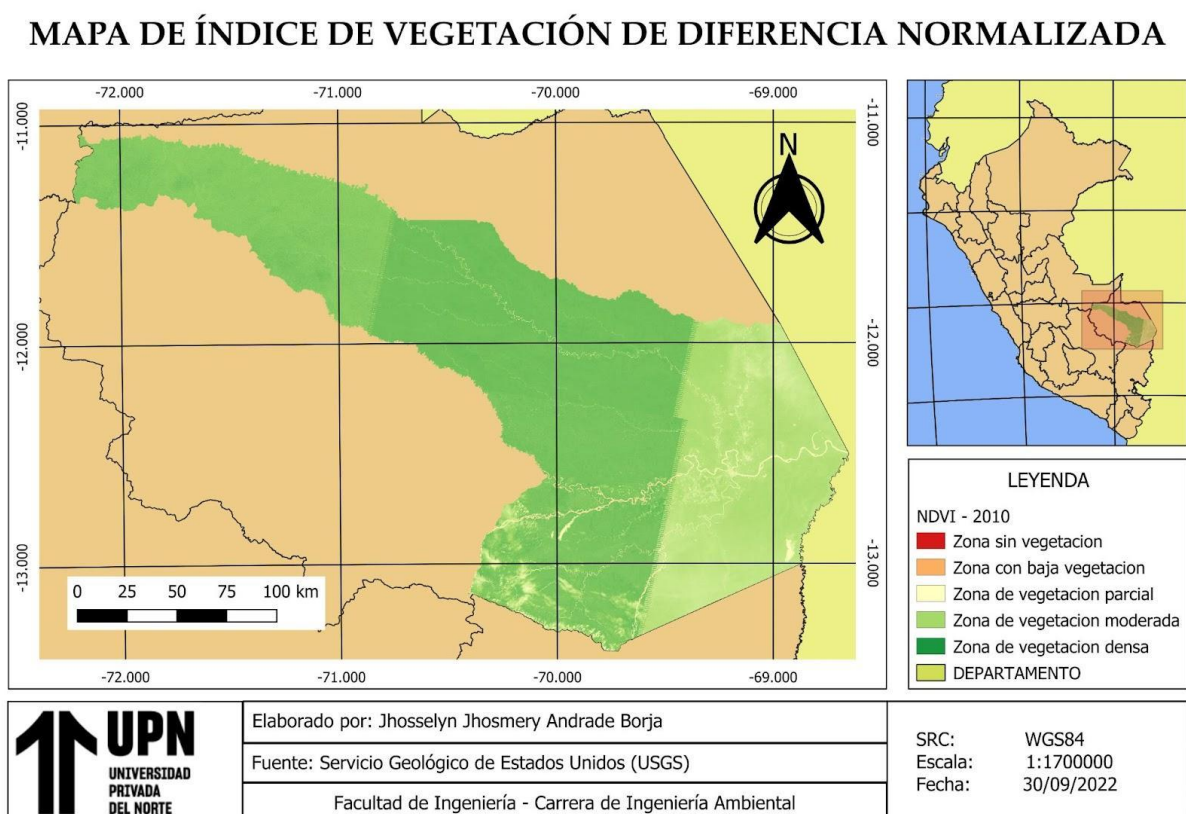 MAPA DE ÍNDICE DE VEGETACIÓN DE DIFERENCIA NORMALIZADA
-72.000 -71.000 -70.000 -69.000
-11.000 -11.000
N
-12.000 -12.000
-13.000 -13.000
0 25 50 75 100 km
-72.000 -71.000 -70.000 -69.000
LEYENDA
NDVI - 2010
Zona sin vegetacion
Zona con baja vegetacion
Zona de vegetacion parcial
Zona de vegetacion moderada
Zona de vegetacion densa
DEPARTAMENTO
UPN
UNIVERSIDAD
PRIVADA
DEL NORTE
Elaborado por: Jhosselyn Jhosmery Andrade Borja
Fuente: Servicio Geológico de Estados Unidos (USGS)
Facultad de Ingeniería - Carrera de Ingeniería Ambiental
SRC: WGS84
Escala: 1:1700000
Fecha: 30/09/2022